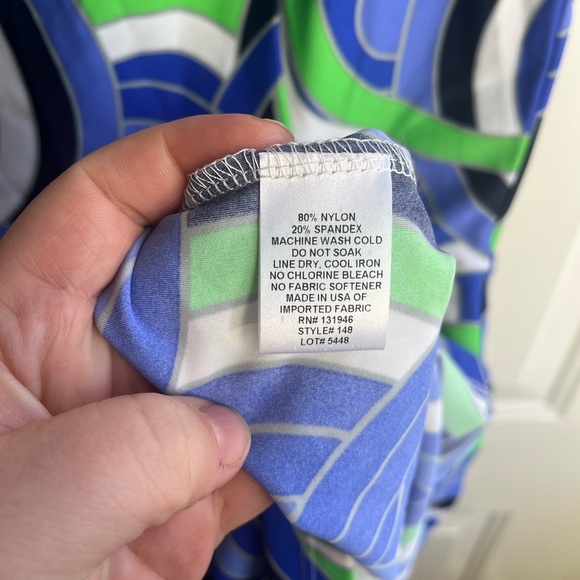 80% NYLON
20% SPANDEX
MACHINE WASH COLD
DO NOT SOAK
LINE DRY, COOL IRON
NO CHLORINE BLEACH
NO FABRIC SOFTENER
MADE IN USA OF
IMPORTED FABRIC
RN# 131946
STYLE# 148
LOT# 5448